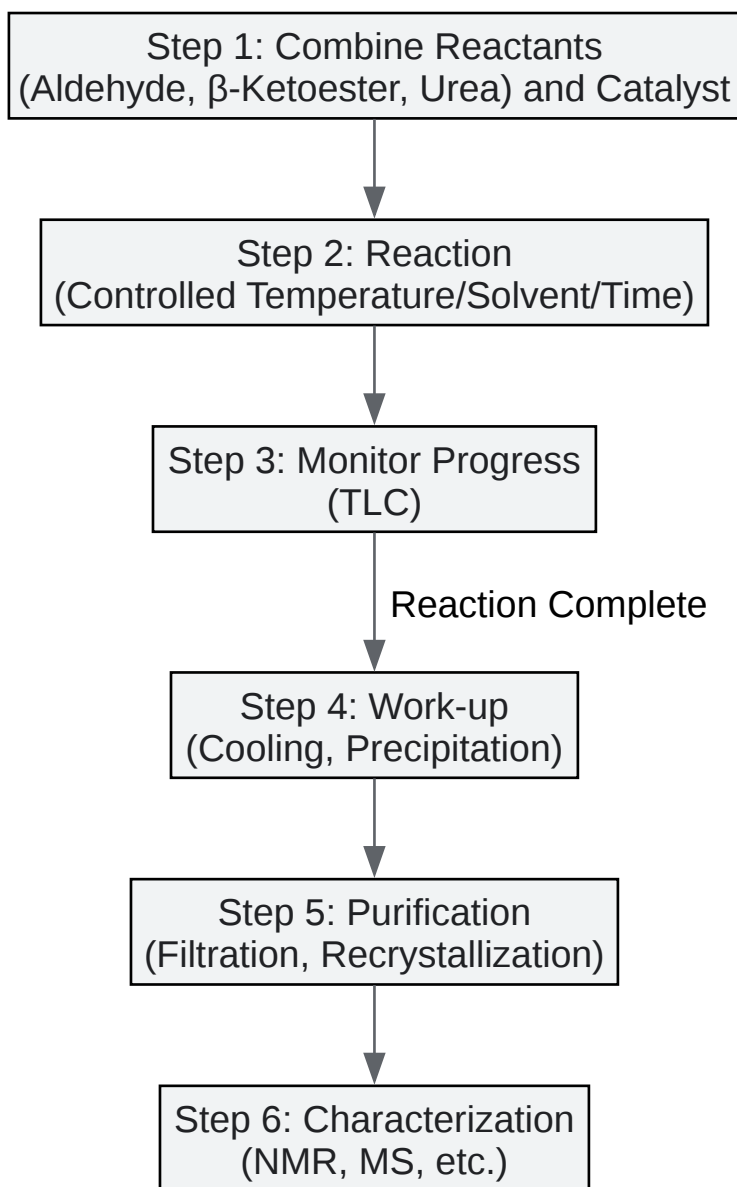 Step 1: Combine Reactants
(Aldehyde, β-Ketoester, Urea) and Catalyst
Step 2: Reaction
(Controlled Temperature/Solvent/Time)
Step 3: Monitor Progress
(TLC)
Reaction Complete
Step 4: Work-up
(Cooling, Precipitation)
Step 5: Purification
(Filtration, Recrystallization)
Step 6: Characterization
(NMR, MS, etc.)